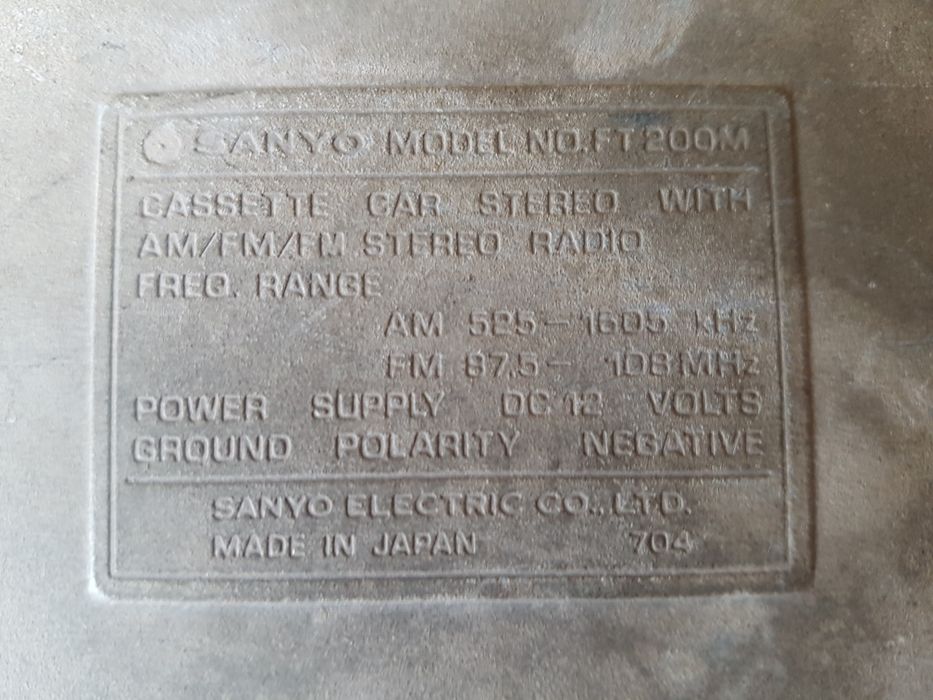 SANYO MODEL NO. FT 200M
CASSETTE CAR STEREO WITH
AM/FM/FM STEREO RADIO
FREQ. RANGE
AM 525-1605 kHz
FM 87.5-108 MHz
POWER SUPPLY DC 12 VOLTS
GROUND POLARITY NEGATIVE
SANYO ELECTRIC CO., LTD.
MADE IN JAPAN 704